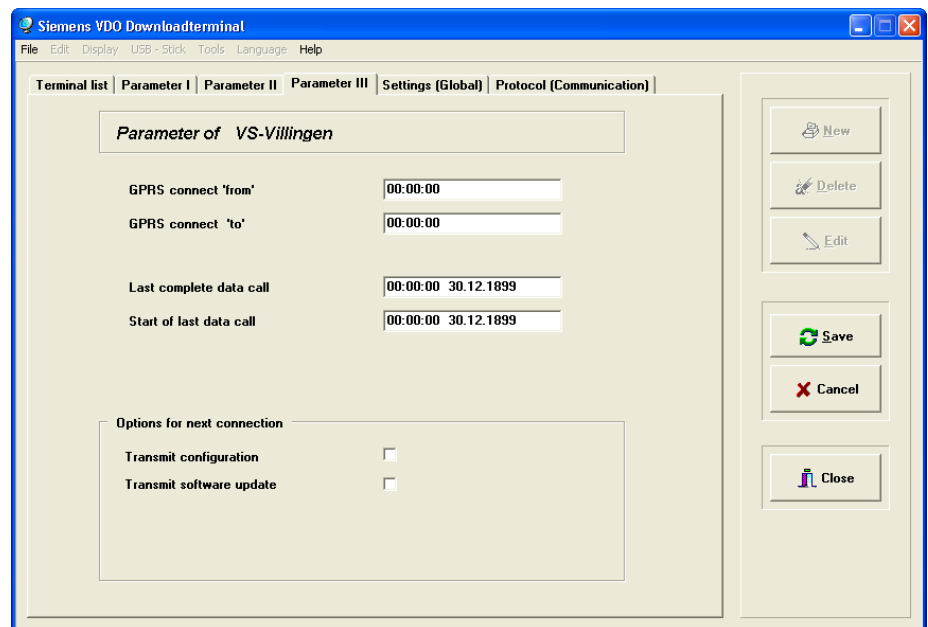 Siemens VDO Downloadterminal
File Edit Display USB - Stick Tools Language Help
Terminal list Parameter I Parameter II Parameter III Settings (Global) Protocol (Communication)
Parameter of VS-Villingen
GPRS connect 'from' 00:00:00
GPRS connect 'to' 00:00:00
Last complete data call 00:00:00 30.12.1899
Start of last data call 00:00:00 30.12.1899
Options for next connection
Transmit configuration
Transmit software update
New
Delete
Edit
Save
Cancel
Close